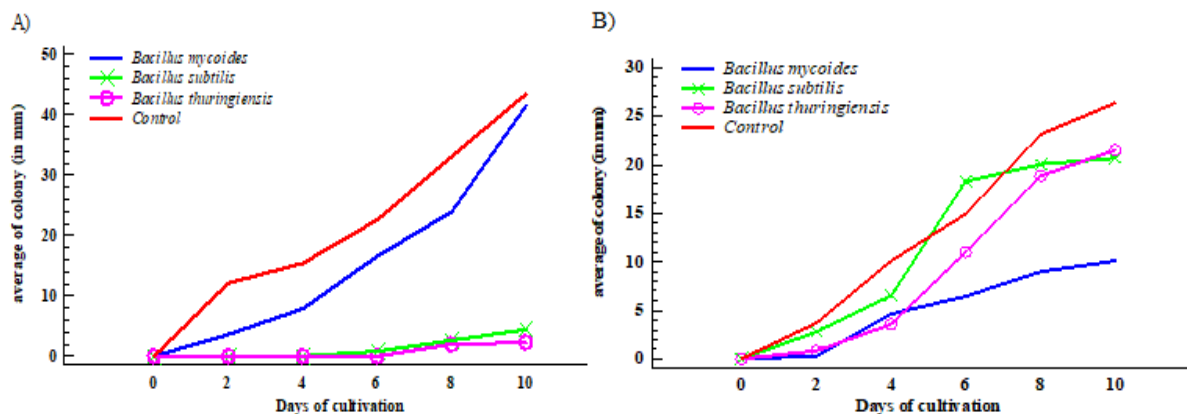 A)
50
40
30
20
10
0
average of colony (in mm)
Bacillus mycoides
Bacillus subtilis
Bacillus thuringiensis
Control
0 2 4 6 8 10
Days of cultivation
B)
30
25
20
15
10
5
0
average of colony (in mm)
Bacillus mycoides
Bacillus subtilis
Bacillus thuringiensis
Control
0 2 4 6 8 10
Days of cultivation